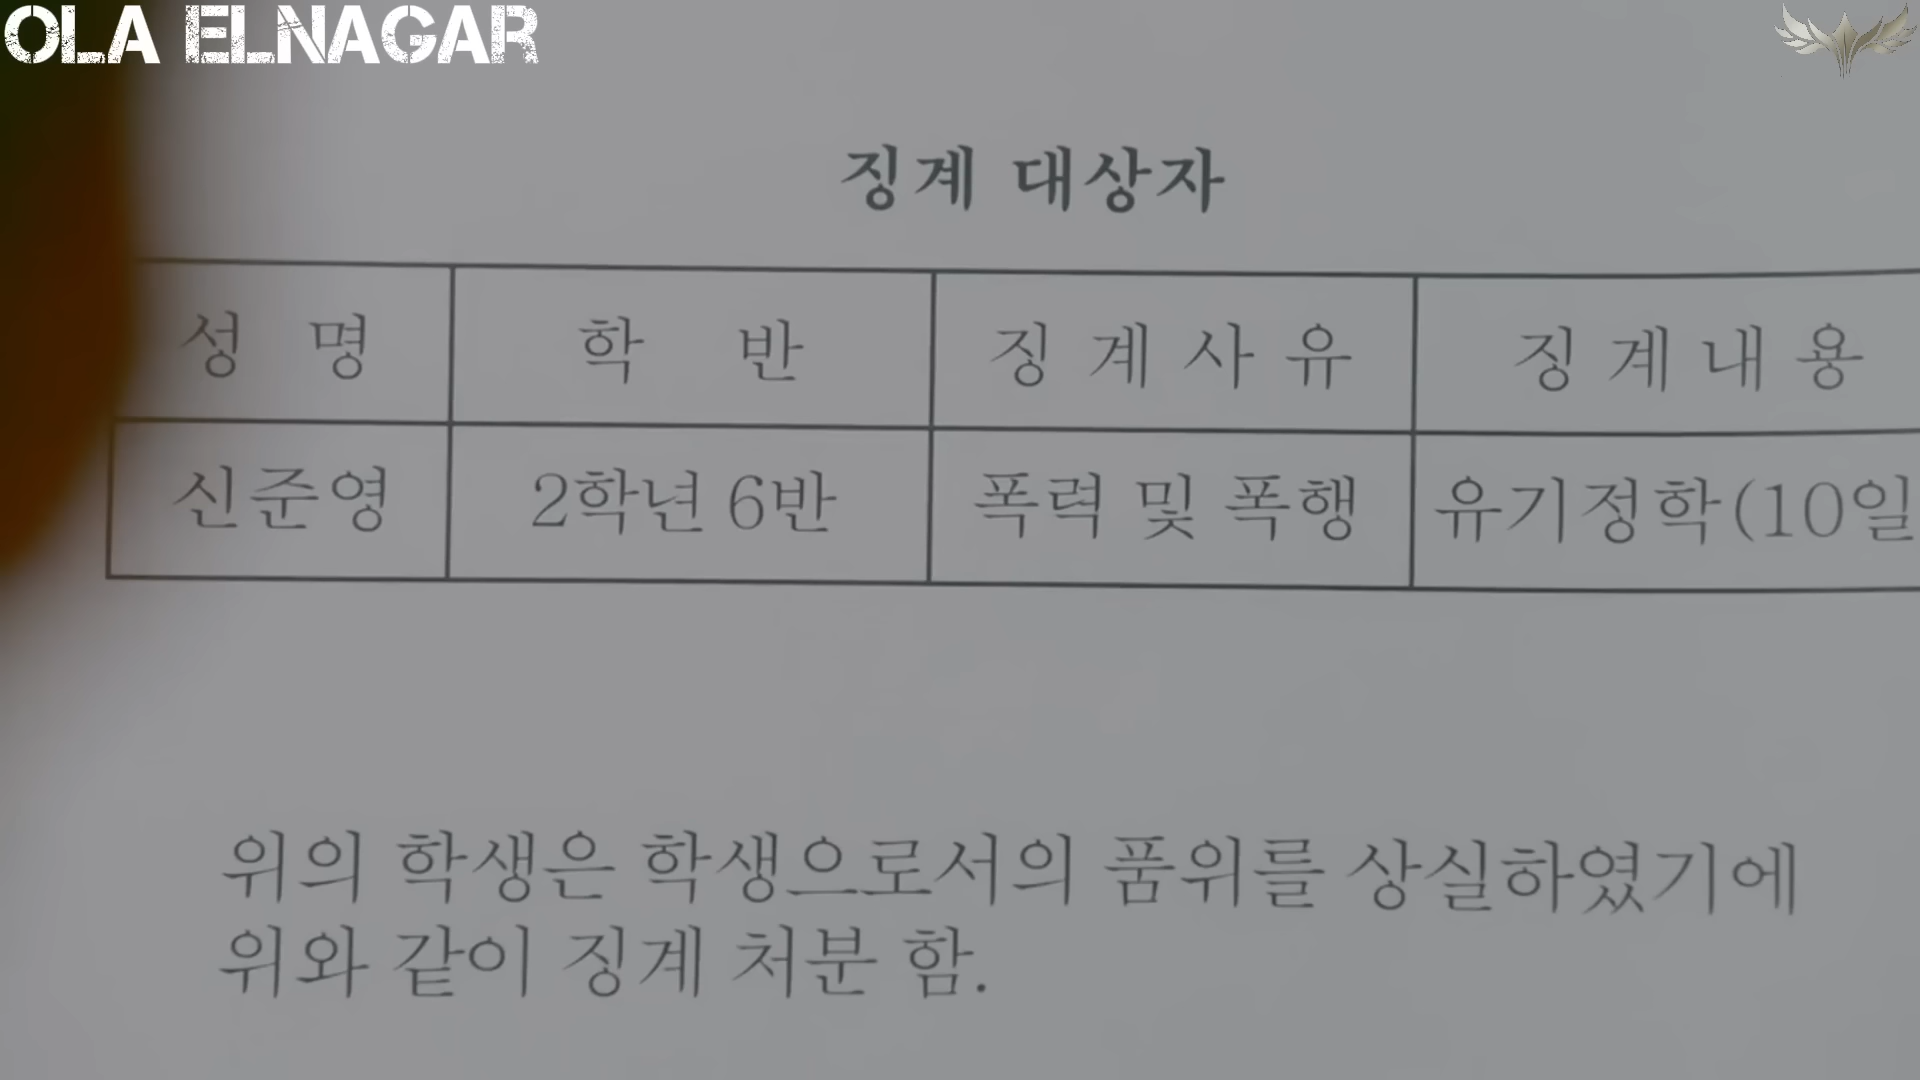 OLA ELNAGAR
징계 대상자
성 명 학 반 징 계 사 유 징 계 내 용
신준영 2학년 6반 폭력 및 폭행 유기정학(10일
위의 학생은 학생으로서의 품위를 상실하였기에
위와 같이 징계 처분 함.